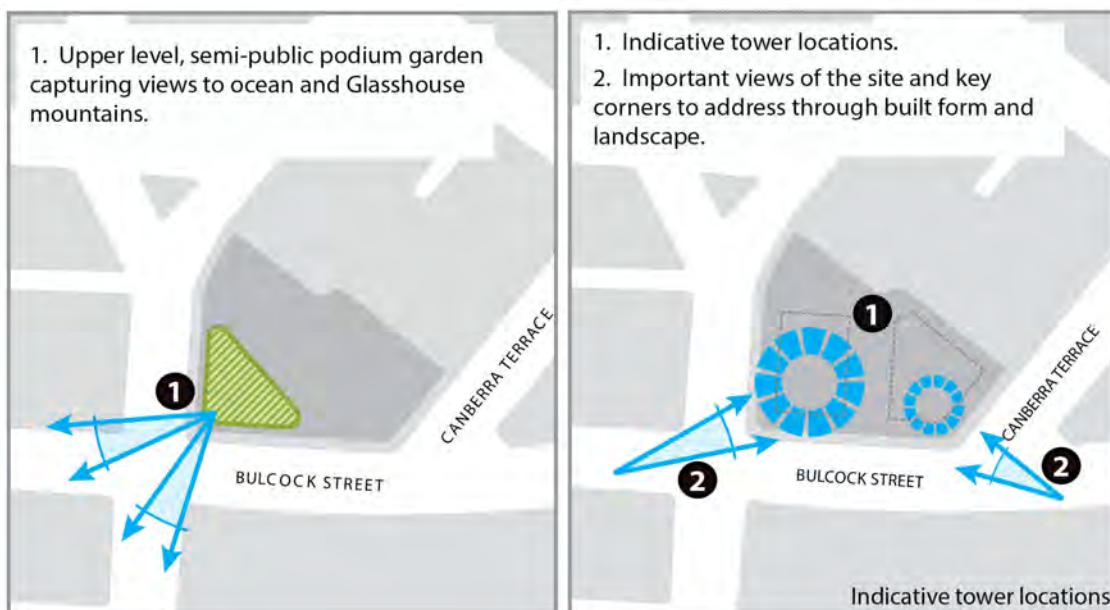 1. Upper level, semi-public podium garden
capturing views to ocean and Glasshouse
mountains.
1
CANBERRA TERRACE
BULCOCK STREET
1. Indicative tower locations.
2. Important views of the site and key
corners to address through built form and
landscape.
1
CANBERRA TERRACE
2
2
BULCOCK STREET
Indicative tower locations